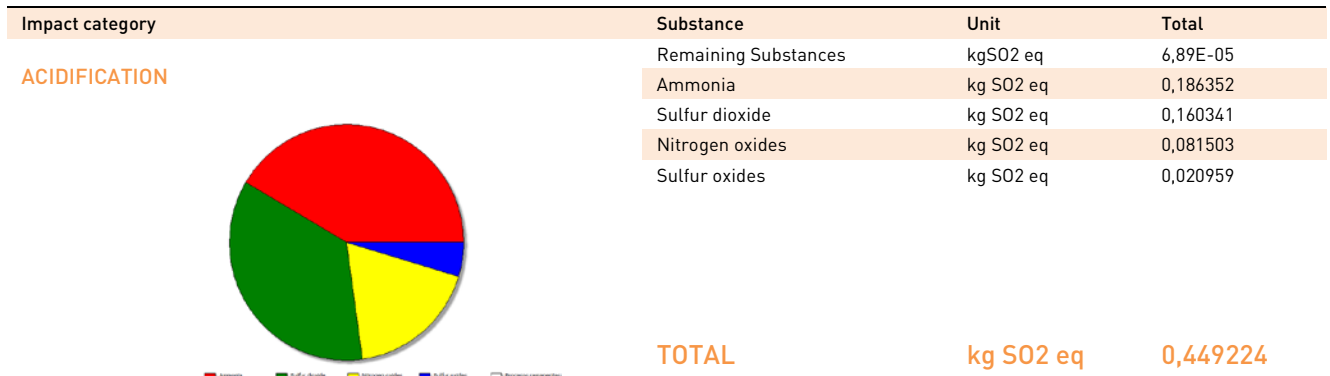 Impact category Substance Unit Total
ACIDIFICATION
Remaining Substances kgSO2 eq 6,89E-05
Ammonia kg SO2 eq 0,186352
Sulfur dioxide kg SO2 eq 0,160341
Nitrogen oxides kg SO2 eq 0,081503
Sulfur oxides kg SO2 eq 0,020959
TOTAL kg SO2 eq 0,449224